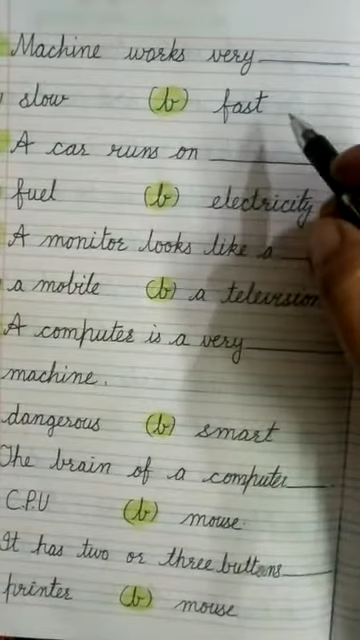 Machine works very
slow (b) fast
A car runs on
fuel (b) electricity
A monitor looks like a
a mobile (b) a television
A computer is a very
machine.
dangerous (b) smart
The brain of a computer
C.P.U (b) mouse.
It has two or three buttons
printer (b) mouse